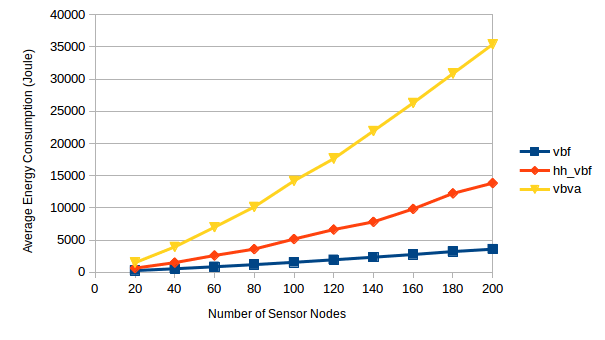 40000
35000
30000
25000
20000
15000
10000
5000
0
Average Energy Consumption (Joule)
0 20 40 60 80 100 120 140 160 180 200
Number of Sensor Nodes
vbf
hh_vbf
vbva